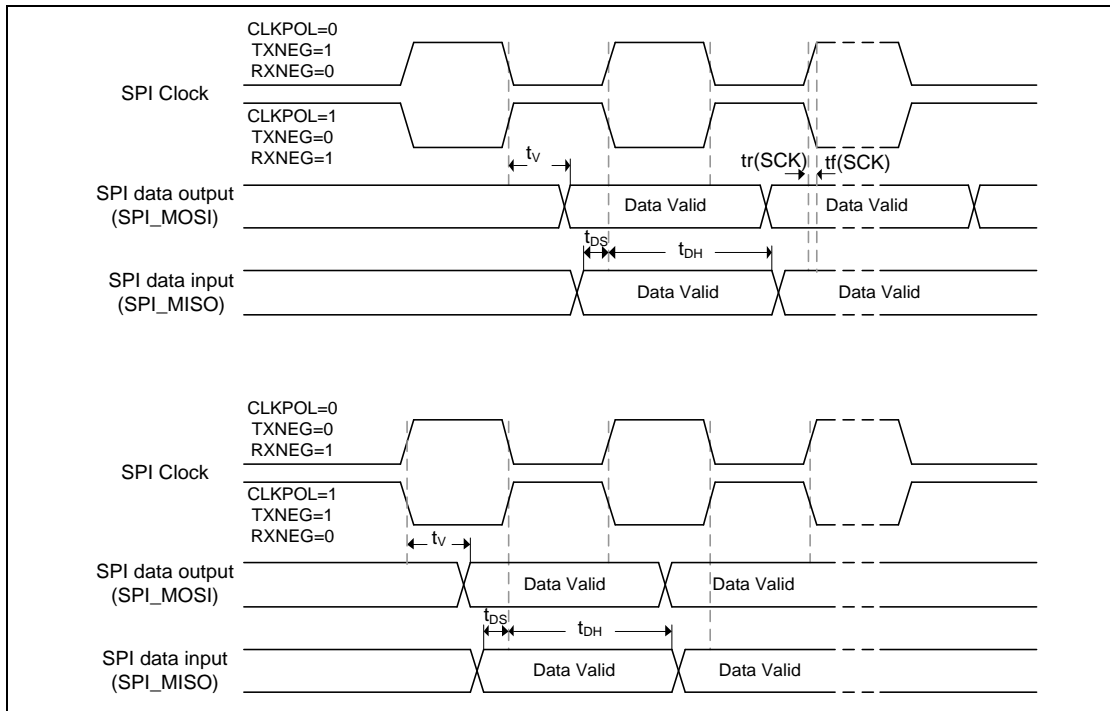 CLKPOL=0
TXNEG=1
RXNEG=0
SPI Clock
CLKPOL=1
TXNEG=0
RXNEG=1
tV
tr(SCK)
tf(SCK)
SPI data output
(SPI_MOSI)
Data Valid
Data Valid
tDS
tDH
SPI data input
(SPI_MISO)
Data Valid
Data Valid
CLKPOL=0
TXNEG=0
RXNEG=1
SPI Clock
CLKPOL=1
TXNEG=1
RXNEG=0
tV
SPI data output
(SPI_MOSI)
Data Valid
Data Valid
tDS
tDH
SPI data input
(SPI_MISO)
Data Valid
Data Valid